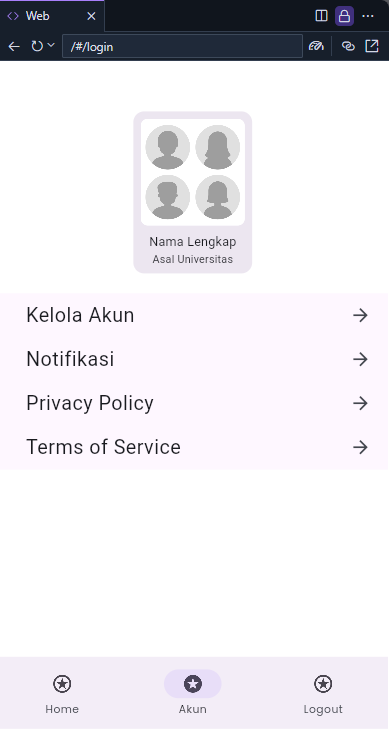 Web
/#/login
Nama Lengkap
Asal Universitas
Kelola Akun
Notifikasi
Privacy Policy
Terms of Service
Home
Akun
Logout